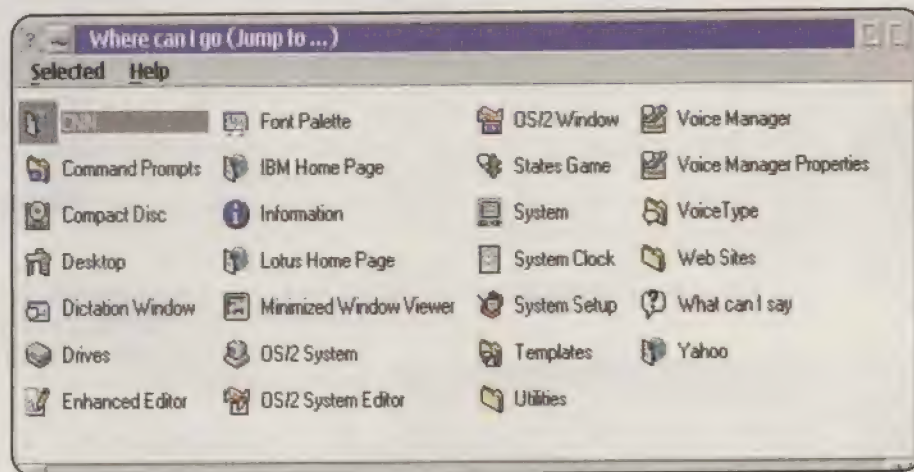 Where can I go (Jump to ...)
Selected Help
CNN
Command Prompts
Compact Disc
Desktop
Dictation Window
Drives
Enhanced Editor
Font Palette
IBM Home Page
Information
Lotus Home Page
Minimized Window Viewer
OS/2 System
OS/2 System Editor
OS/2 Window
States Game
System
System Clock
System Setup
Templates
Utilities
Voice Manager
Voice Manager Properties
VoiceType
Web Sites
What can I say
Yahoo